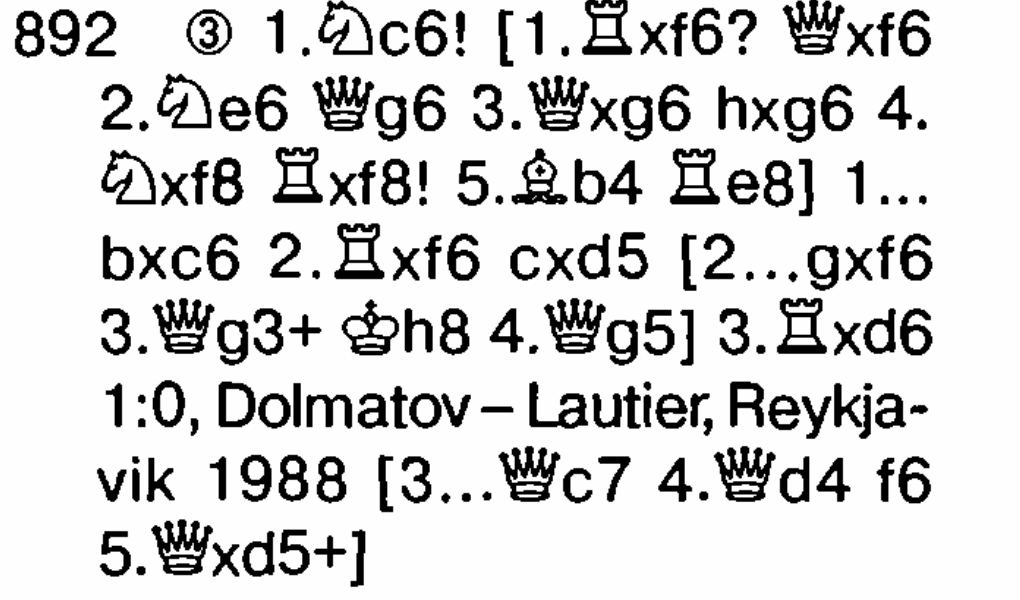 892 ③ 1.♘c6! [1.♖xf6? ♕xf6
2.♘e6 ♕g6 3.♕xg6 hxg6 4.
♘xf8 ♖xf8! 5.♗b4 ♖e8] 1...
bxc6 2.♖xf6 cxd5 [2...gxf6
3.♕g3+ ♔h8 4.♕g5] 3.♖xd6
1:0, Dolmatov – Lautier, Reykja-
vik 1988 [3...♕c7 4.♕d4 f6
5.♕xd5+]